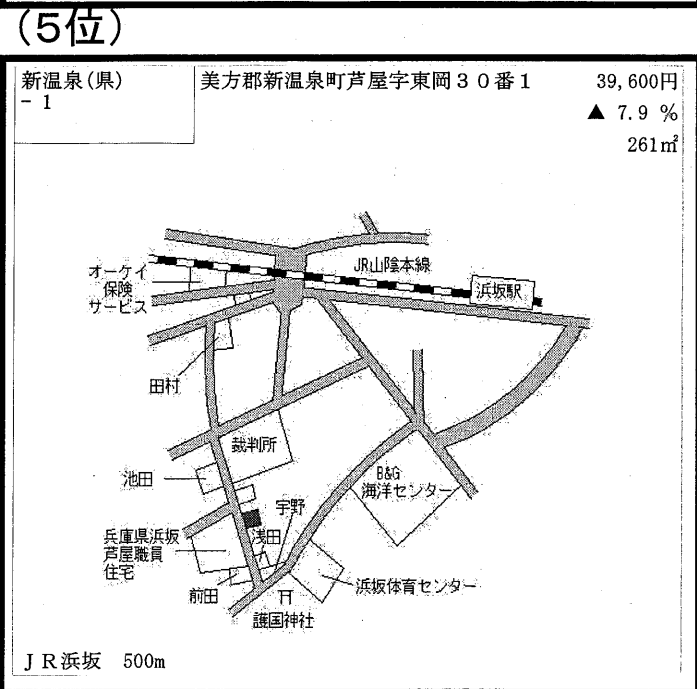 (5位)
新温泉(県)
- 1
美方郡新温泉町芦屋字東岡30番1
39,600円
▲ 7.9 %
261㎡
JR山陰本線
オーケイ
保険
サービス
浜坂駅
田村
裁判所
池田
B&G
海洋センター
宇野
浅田
兵庫県浜坂
芦屋職員
住宅
前田
浜坂体育センター
護国神社
JR浜坂 500m